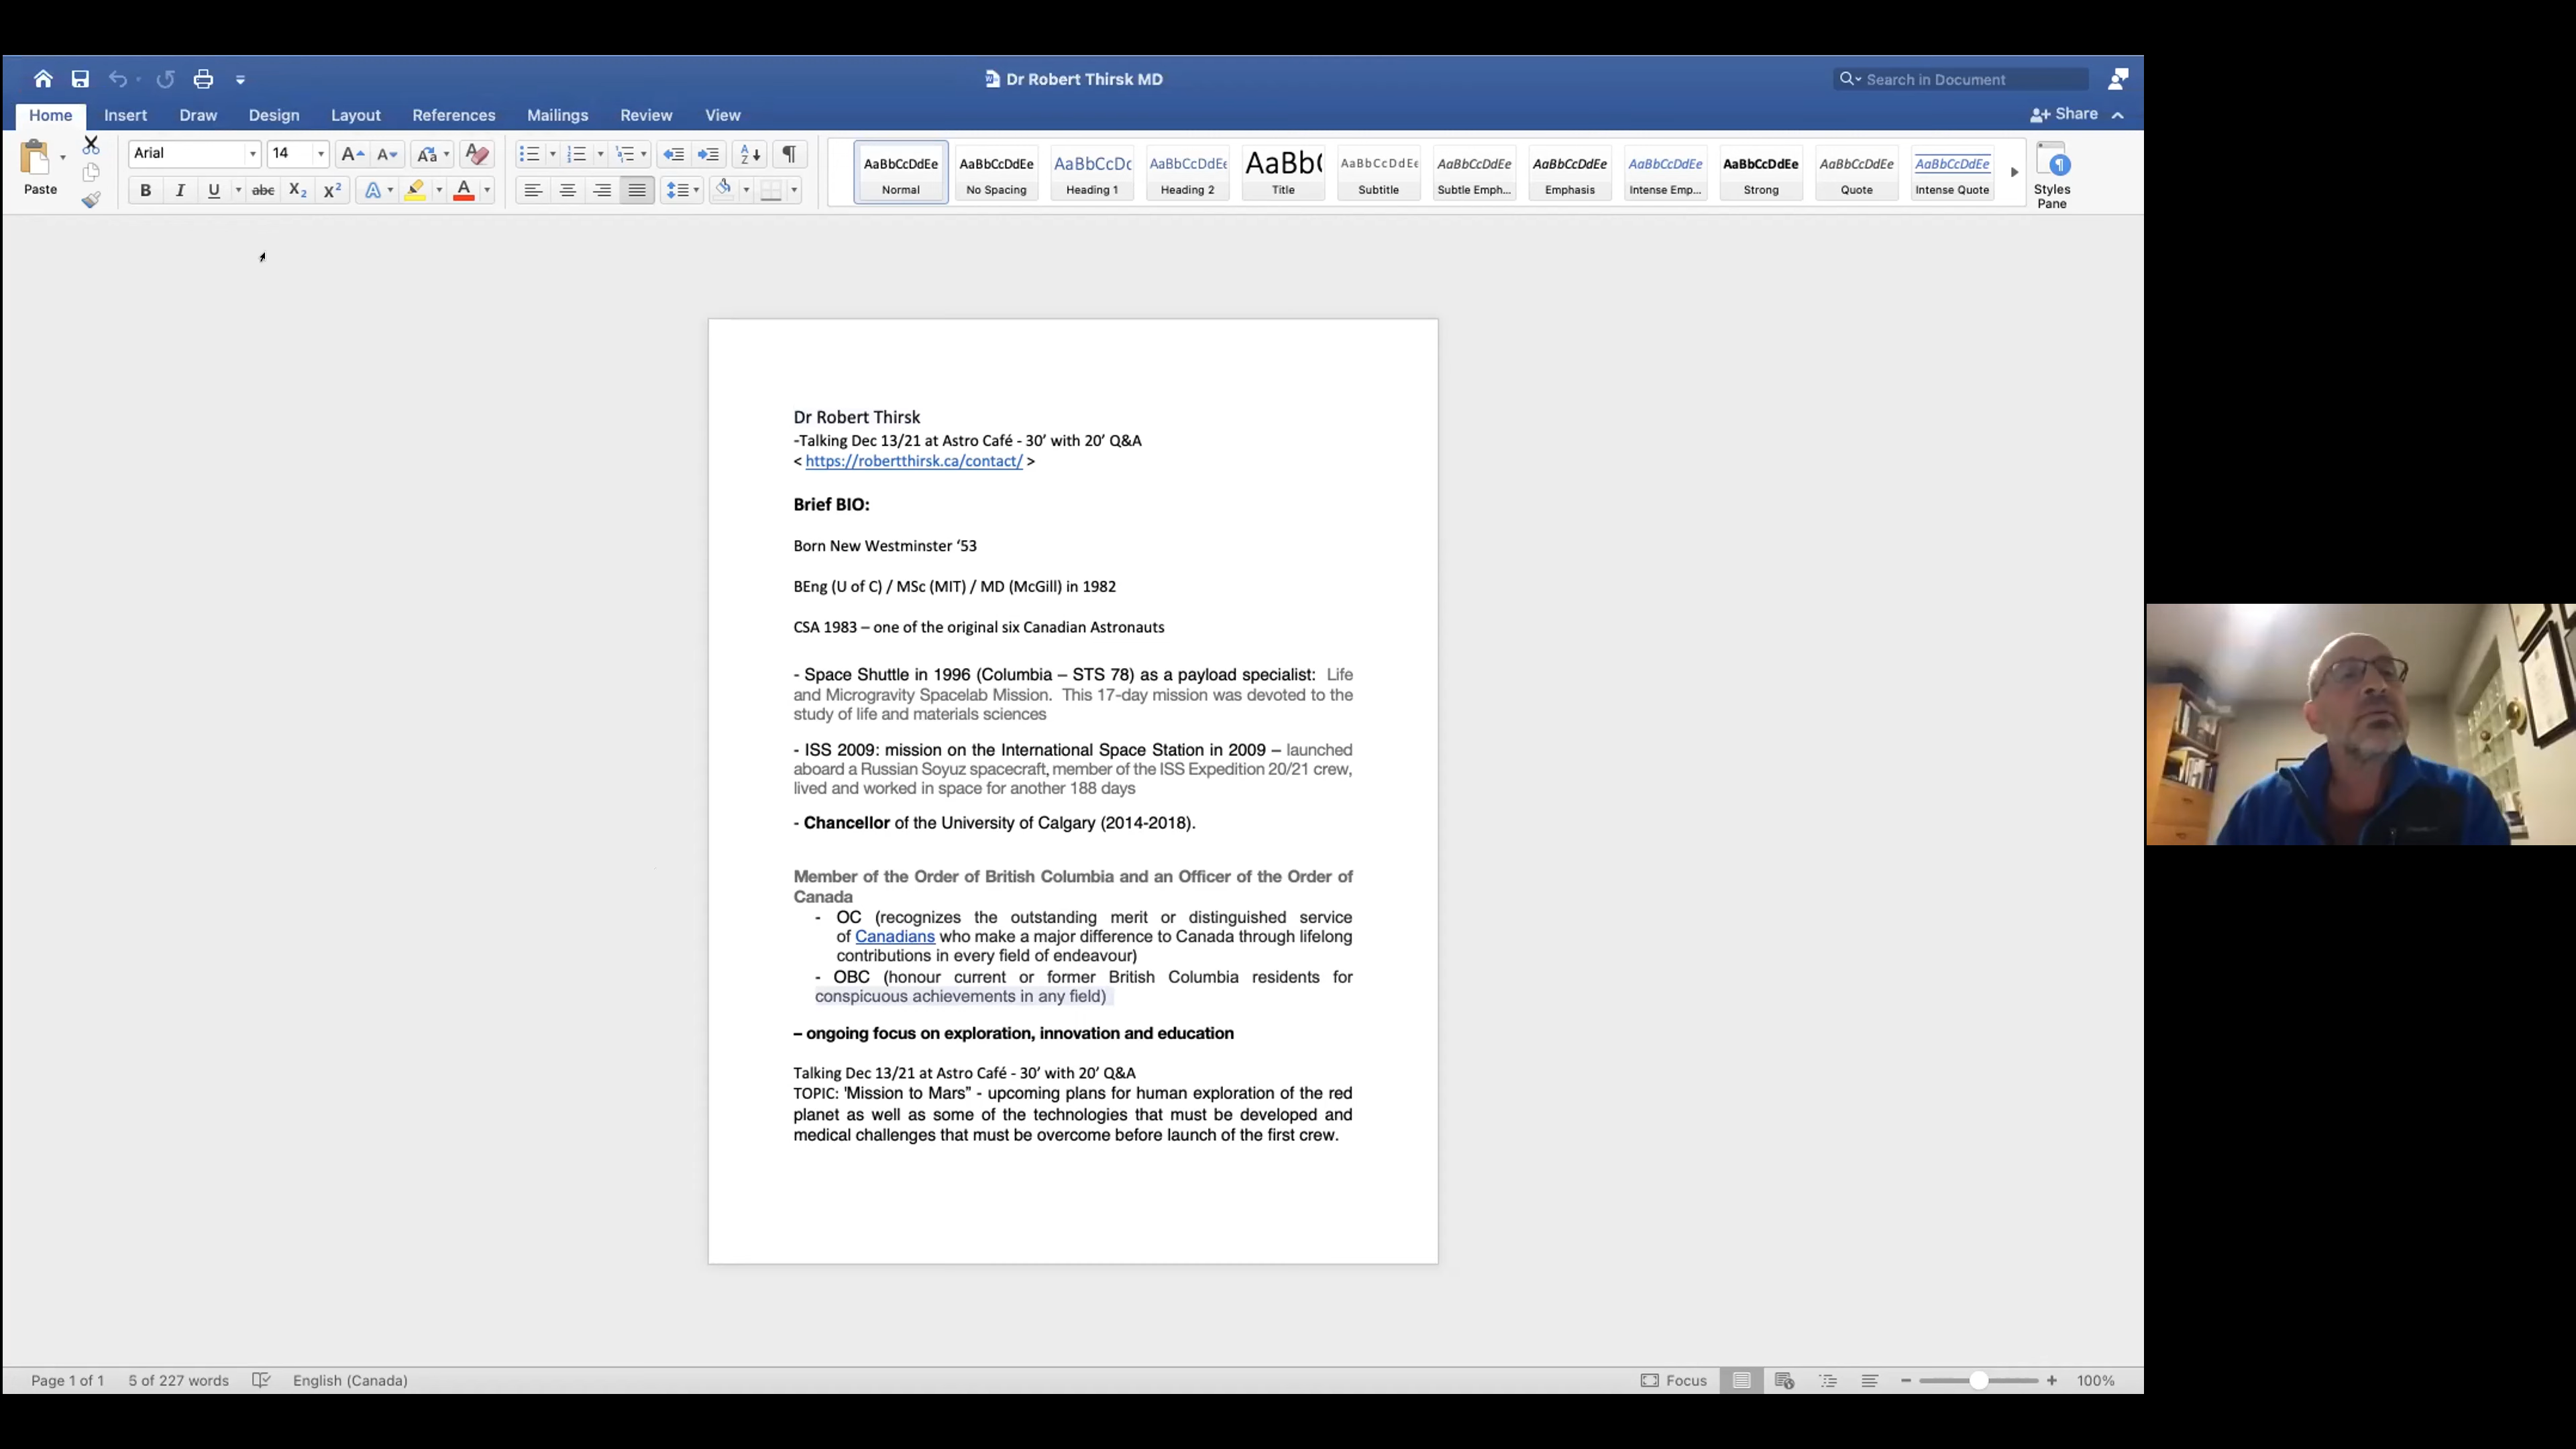 Dr Robert Thirsk MD
Search in Document
Home Insert Draw Design Layout References Mailings Review View
Share
Paste
Arial 14
AaBbCcDdEe AaBbCcDdEe AaBbCcDc AaBbCcDdEe AaBb( AaBbCcDdEe AaBbCcDdEe AaBbCcDdEe AaBbCcDdEe AaBbCcDdEe AaBbCcDdEe AaBbCcDdEe
Normal No Spacing Heading 1 Heading 2 Title Subtitle Subtle Emph... Emphasis Intense Emp... Strong Quote Intense Quote
Styles
Pane
Dr Robert Thirsk
-Talking Dec 13/21 at Astro Café - 30’ with 20’ Q&A
< https://robertthirsk.ca/contact/ >
Brief BIO:
Born New Westminster ‘53
BEng (U of C) / MSc (MIT) / MD (McGill) in 1982
CSA 1983 – one of the original six Canadian Astronauts
- Space Shuttle in 1996 (Columbia – STS 78) as a payload specialist: Life
and Microgravity Spacelab Mission. This 17-day mission was devoted to the
study of life and materials sciences
- ISS 2009: mission on the International Space Station in 2009 – launched
aboard a Russian Soyuz spacecraft, member of the ISS Expedition 20/21 crew,
lived and worked in space for another 188 days
- Chancellor of the University of Calgary (2014-2018).
Member of the Order of British Columbia and an Officer of the Order of
Canada
- OC (recognizes the outstanding merit or distinguished service
of Canadians who make a major difference to Canada through lifelong
contributions in every field of endeavour)
- OBC (honour current or former British Columbia residents for
conspicuous achievements in any field)
– ongoing focus on exploration, innovation and education
Talking Dec 13/21 at Astro Café - 30’ with 20’ Q&A
TOPIC: 'Mission to Mars” - upcoming plans for human exploration of the red
planet as well as some of the technologies that must be developed and
medical challenges that must be overcome before launch of the first crew.
Page 1 of 1 5 of 227 words English (Canada) Focus 100%